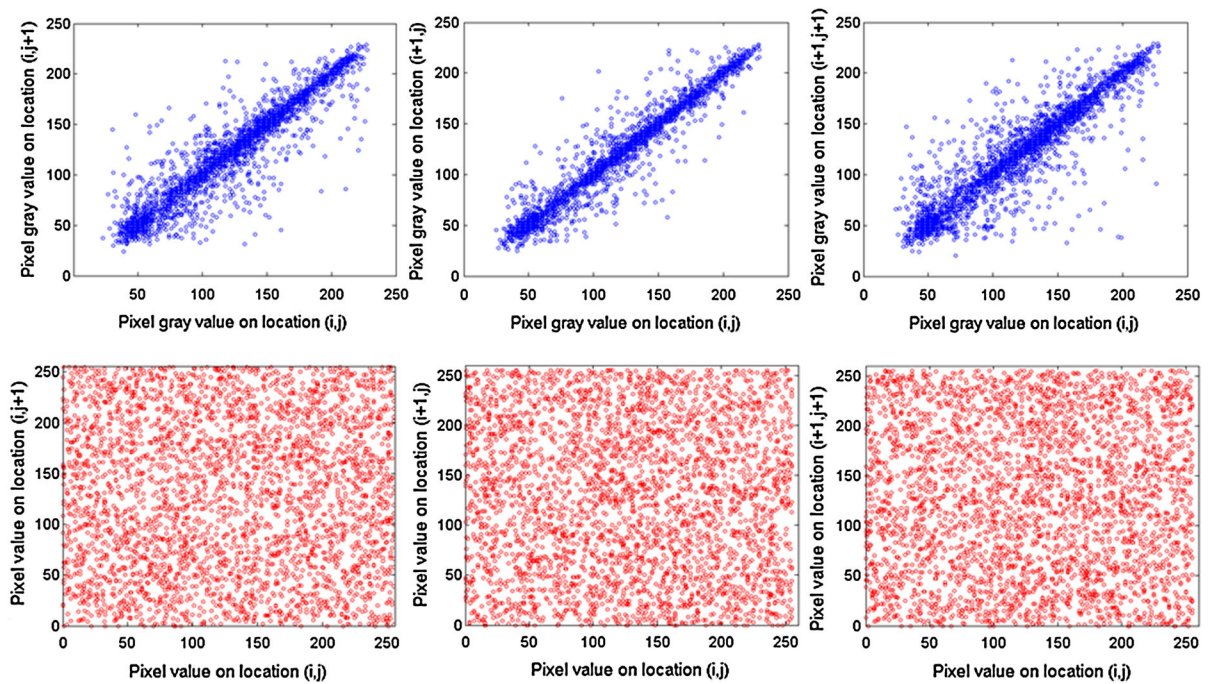 Pixel gray value on location (i,j+1)
250
200
150
100
50
0
50 100 150 200 250
Pixel gray value on location (i,j)
Pixel gray value on location (i+1,j)
250
200
150
100
50
0
50 100 150 200 250
Pixel gray value on location (i,j)
Pixel gray value on location (i+1,j+1)
250
200
150
100
50
0
0 50 100 150 200 250
Pixel gray value on location (i,j)
Pixel value on location (i,j+1)
250
200
150
100
50
0
0 50 100 150 200 250
Pixel value on location (i,j)
Pixel value on location (i+1,j)
250
200
150
100
50
0
0 50 100 150 200 250
Pixel value on location (i,j)
Pixel value on location (i+1,j+1)
250
200
150
100
50
0
0 50 100 150 200 250
Pixel value on location (i,j)